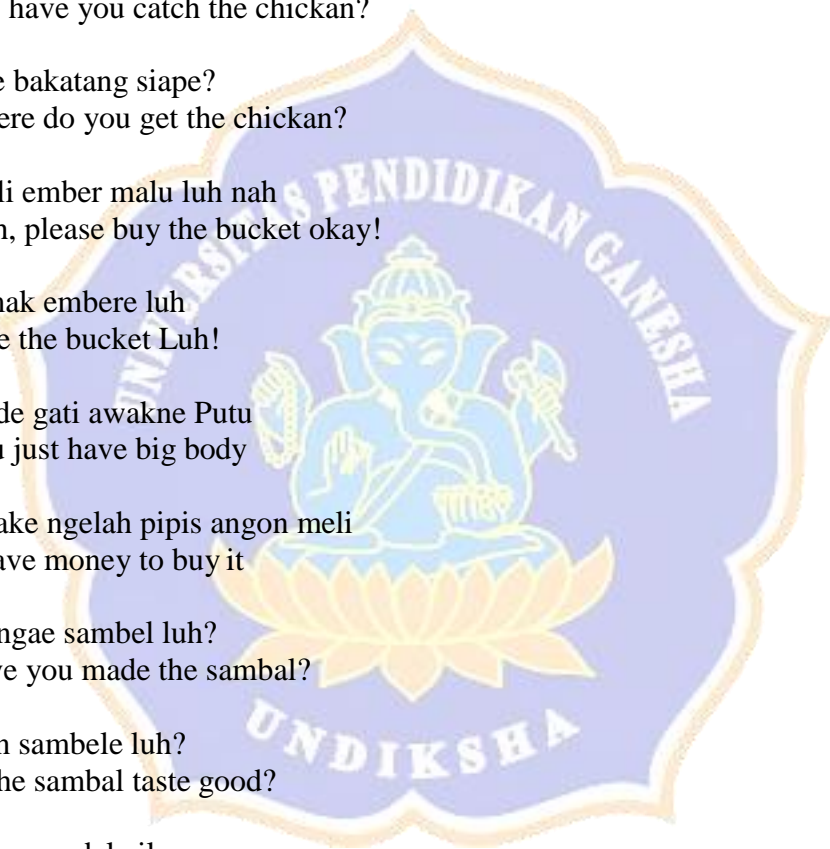 have you catch the chickan?
e bakatang siape?
ere do you get the chickan?
li ember malu luh nah
n, please buy the bucket okay!
nak embere luh
e the bucket Luh!
de gati awakne Putu
u just have big body
ake ngelah pipis angon meli
ave money to buy it
ngae sambel luh?
ve you made the sambal?
n sambele luh?
he sambal taste good?
UNIVERSITAS PENDIDIKAN GANESHA
UNDIKSHA